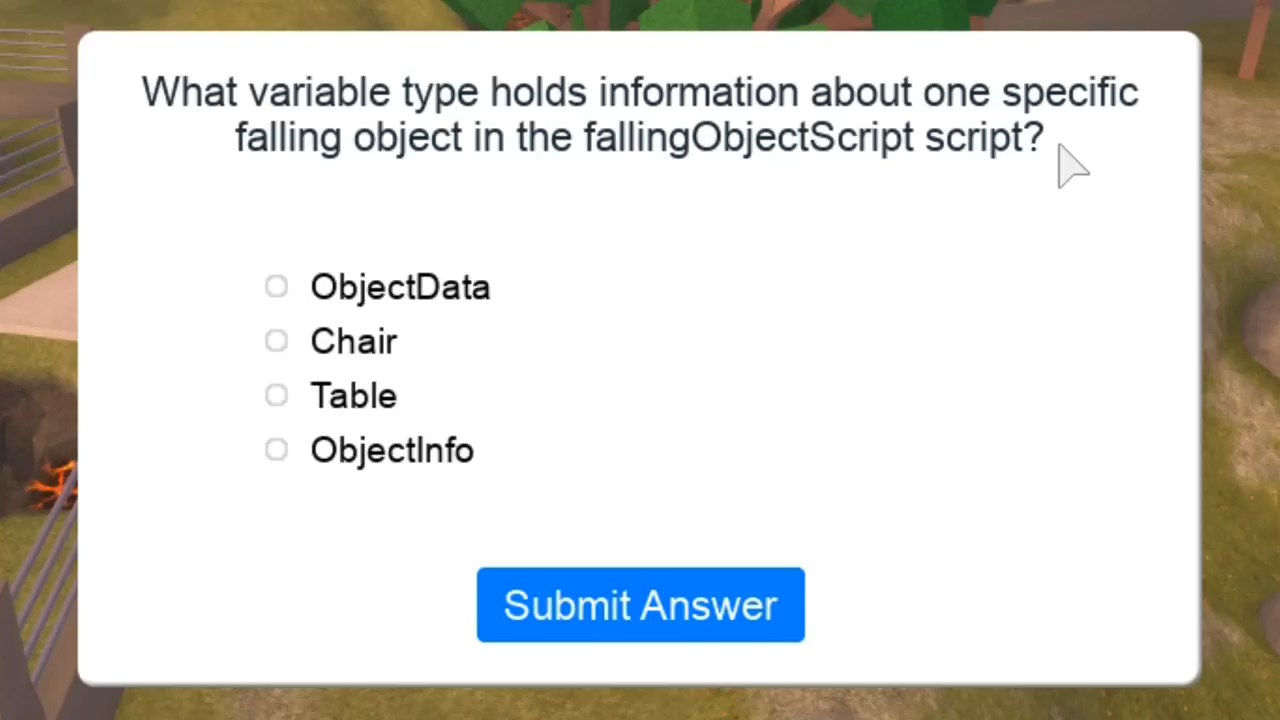 What variable type holds information about one specific
falling object in the fallingObjectScript script?
ObjectData
Chair
Table
ObjectInfo
Submit Answer